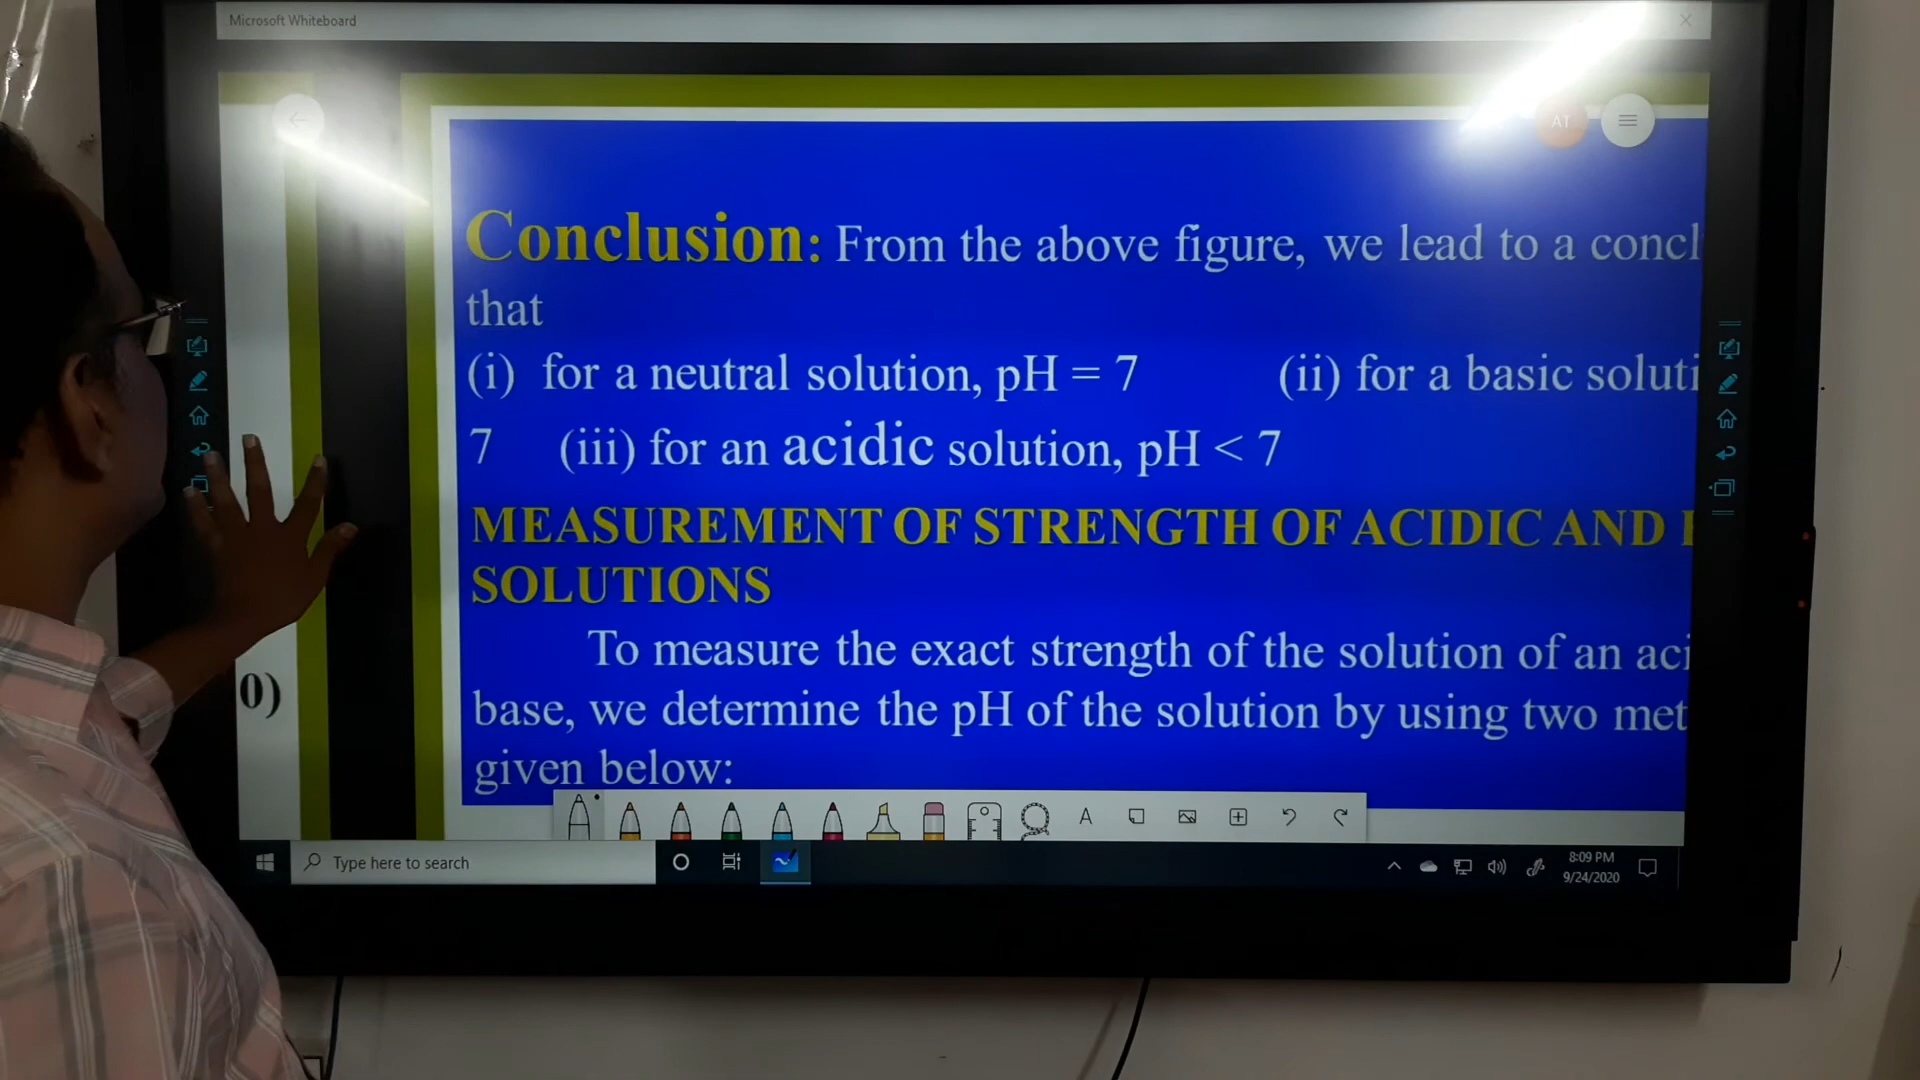 Microsoft Whiteboard
AT
Conclusion: From the above figure, we lead to a concl
that
(i) for a neutral solution, pH = 7 (ii) for a basic soluti
7 (iii) for an acidic solution, pH < 7
MEASUREMENT OF STRENGTH OF ACIDIC AND
SOLUTIONS
To measure the exact strength of the solution of an aci
0)
base, we determine the pH of the solution by using two met
given below:
A
Type here to search
8:09 PM
9/24/2020